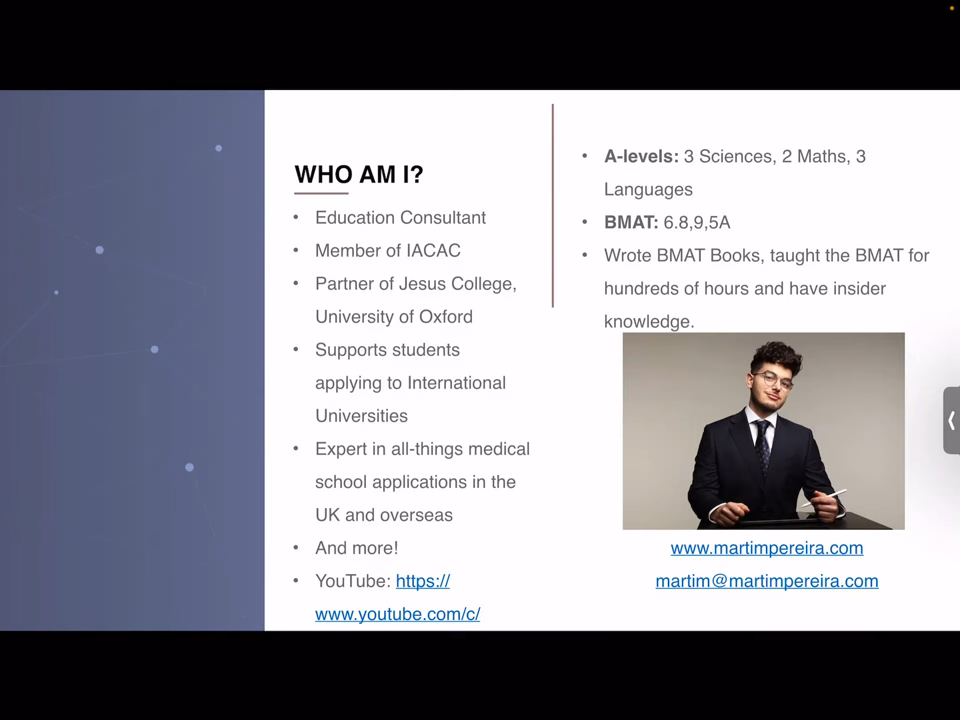 WHO AM I?
• Education Consultant
• Member of IACAC
• Partner of Jesus College,
University of Oxford
• Supports students
applying to International
Universities
• Expert in all-things medical
school applications in the
UK and overseas
• And more!
• YouTube: https://
www.youtube.com/c/
• A-levels: 3 Sciences, 2 Maths, 3
Languages
• BMAT: 6.8,9,5A
• Wrote BMAT Books, taught the BMAT for
hundreds of hours and have insider
knowledge.
www.martimpereira.com
martim@martimpereira.com